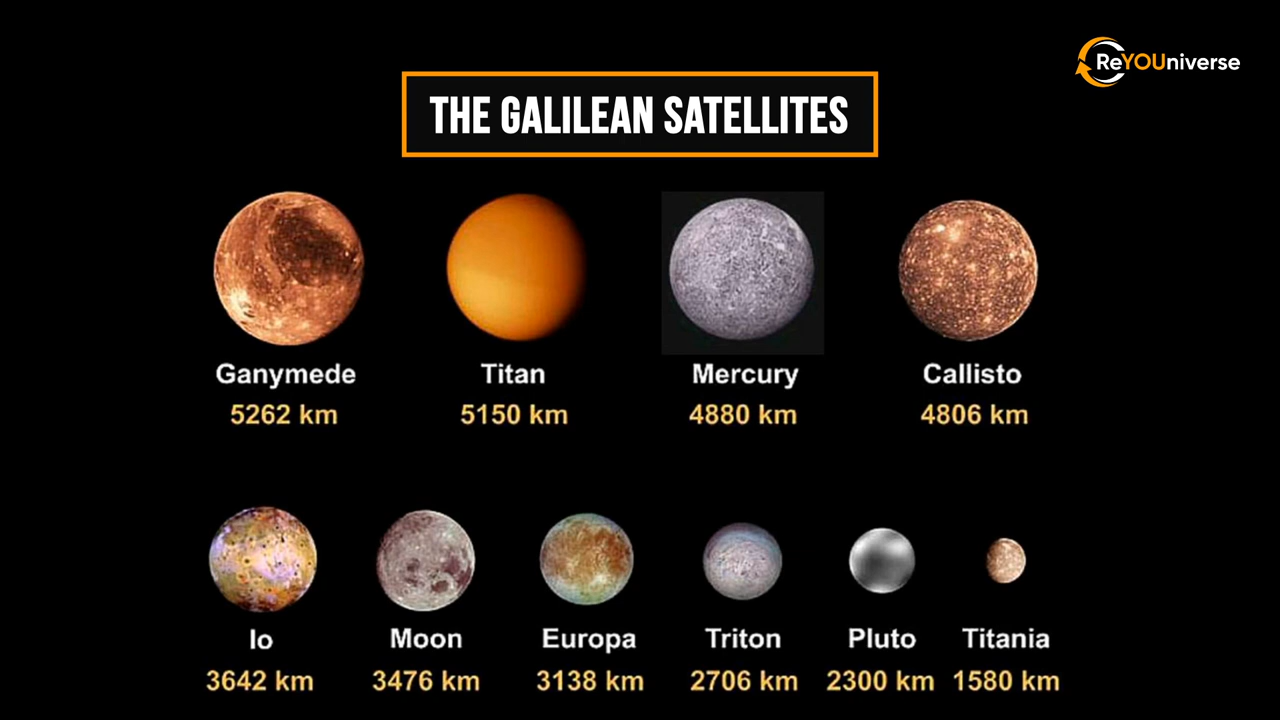 ReYOUniverse
THE GALILEAN SATELLITES
Ganymede
5262 km
Titan
5150 km
Mercury
4880 km
Callisto
4806 km
Io
3642 km
Moon
3476 km
Europa
3138 km
Triton
2706 km
Pluto
2300 km
Titania
1580 km